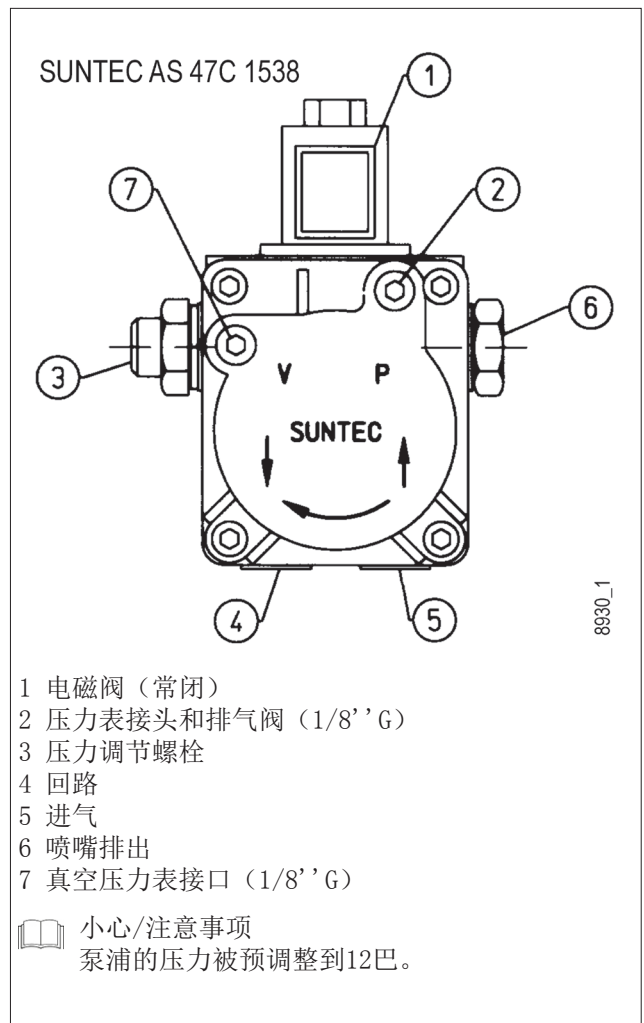 SUNTEC AS 47C 1538
1
7
2
6
3
V P
SUNTEC
4
5
8930_1
1 电磁阀（常闭）
2 压力表接头和排气阀（1/8''G）
3 压力调节螺栓
4 回路
5 进气
6 喷嘴排出
7 真空压力表接口（1/8''G）
小心/注意事项
泵浦的压力被预调整到12巴。